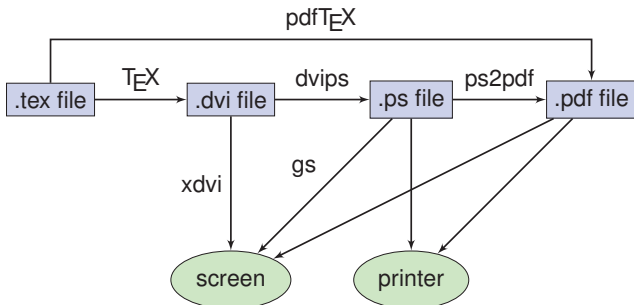 pdfTEX
TEX dvips ps2pdf
.tex file .dvi file .ps file .pdf file
xdvi gs
screen printer